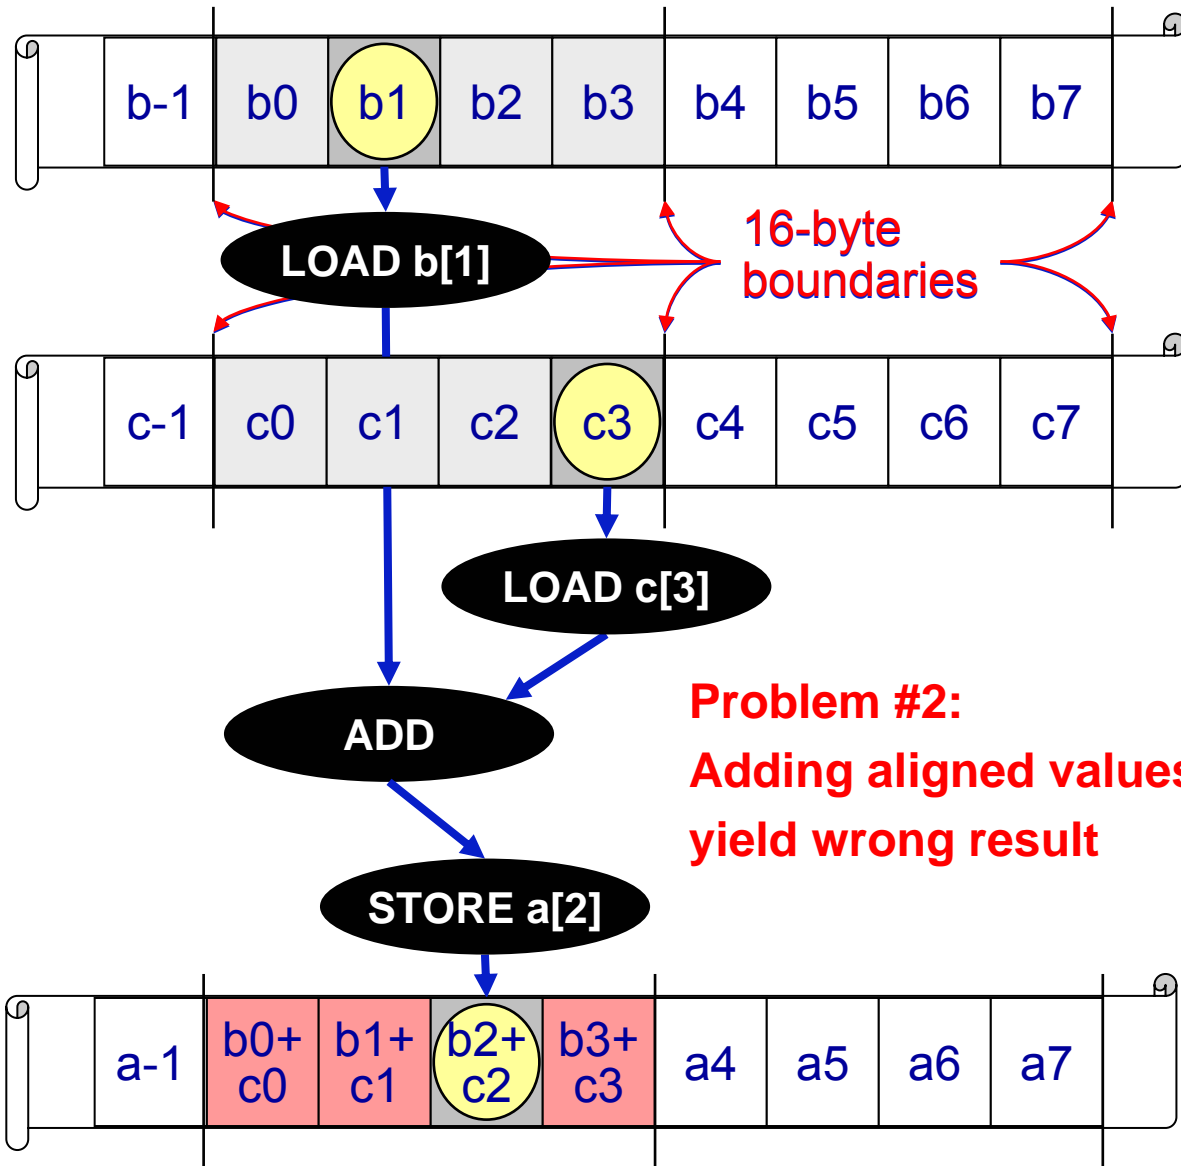 b-1 b0 b1 b2 b3 b4 b5 b6 b7
LOAD b[1]
16-byte
boundaries
c-1 c0 c1 c2 c3 c4 c5 c6 c7
LOAD c[3]
ADD
Problem #2:
Adding aligned values
yield wrong result
STORE a[2]
a-1 b0+ b1+ b2+ b3+ a4 a5 a6 a7
c0 c1 c2 c3